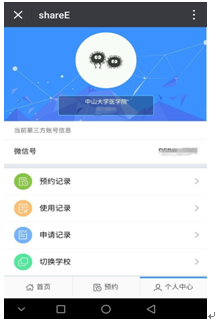 shareE
中山大学医学院
当前第三方账号信息
微信号
预约记录
使用记录
申请记录
切换学校
首页 预约 个人中心